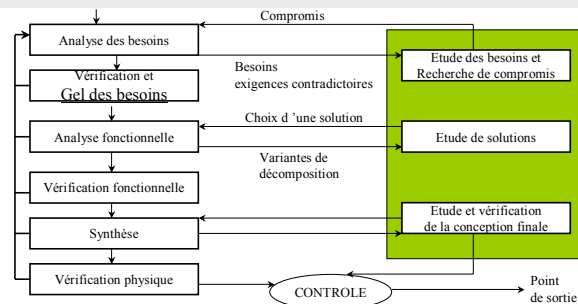 Compromis
Analyse des besoins
Etude des besoins et
Recherche de compromis
Vérification et
Gel des besoins
Besoins
exigences contradictoires
Choix d ’une solution
Analyse fonctionnelle
Etude de solutions
Variantes de
décomposition
Vérification fonctionnelle
Etude et vérification
de la conception finale
Synthèse
Vérification physique
CONTROLE
Point
de sortie